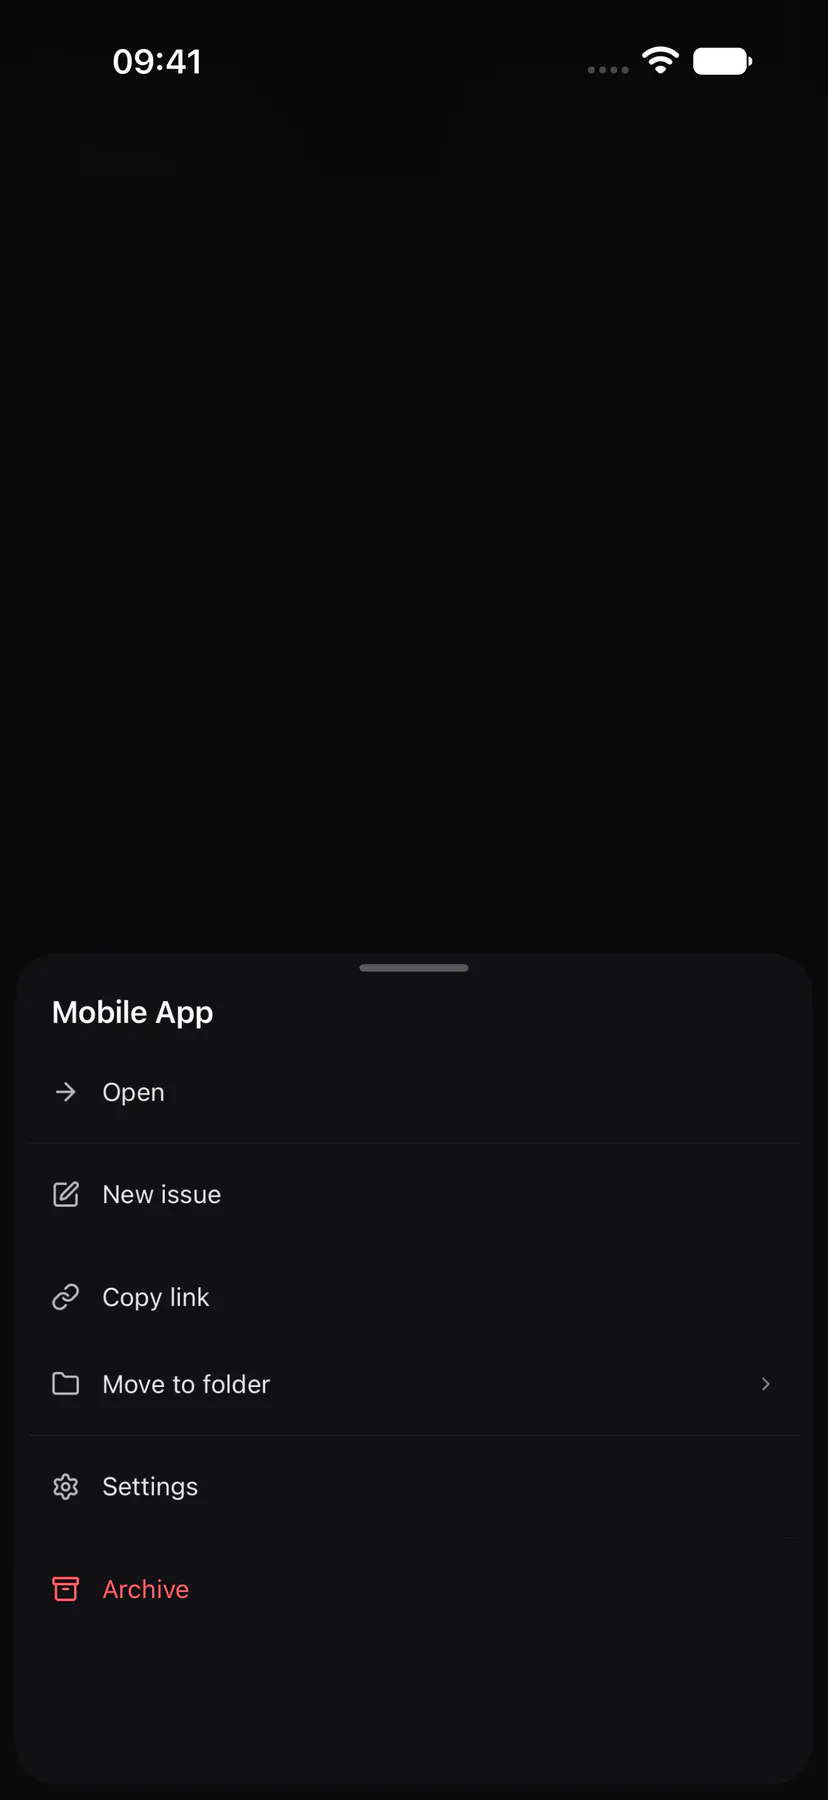 09:41
Mobile App
Open
New issue
Copy link
Move to folder
Settings
Archive